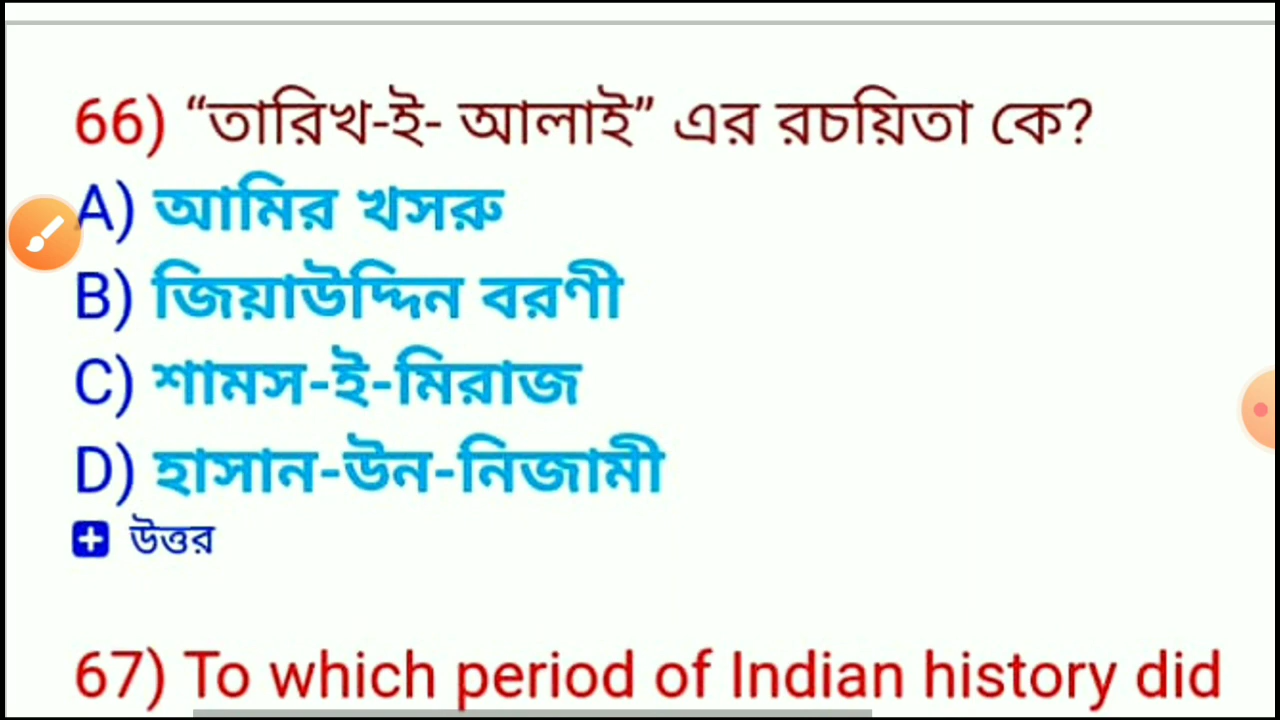 66) “তারিখ-ই- আলাই” এর রচয়িতা কে?
A) আমির খসরু
B) জিয়াউদ্দিন বরণী
C) শামস-ই-মিরাজ
D) হাসান-উন-নিজামী
উত্তর
67) To which period of Indian history did